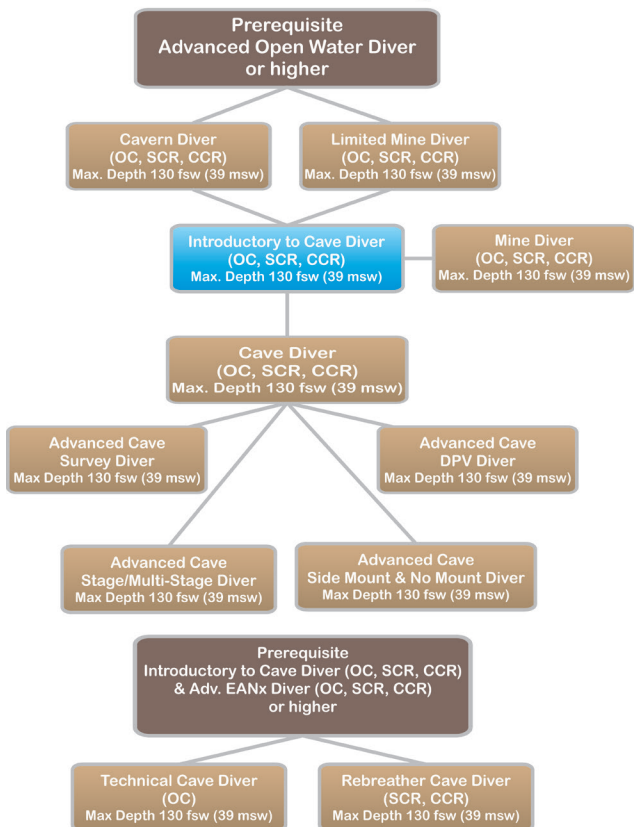 Prerequisite
Advanced Open Water Diver
or higher
Cavern Diver
(OC, SCR, CCR)
Max. Depth 130 fsw (39 msw)
Limited Mine Diver
(OC, SCR, CCR)
Max. Depth 130 fsw (39 msw)
Introductory to Cave Diver
(OC, SCR, CCR)
Max. Depth 130 fsw (39 msw)
Mine Diver
(OC, SCR, CCR)
Max. Depth 130 fsw (39 msw)
Cave Diver
(OC, SCR, CCR)
Max. Depth 130 fsw (39 msw)
Advanced Cave
Survey Diver
Max Depth 130 fsw (39 msw)
Advanced Cave
DPV Diver
Max Depth 130 fsw (39 msw)
Advanced Cave
Stage/Multi-Stage Diver
Max Depth 130 fsw (39 msw)
Advanced Cave
Side Mount & No Mount Diver
Max Depth 130 fsw (39 msw)
Prerequisite
Introductory to Cave Diver (OC, SCR, CCR)
& Adv. EANx Diver (OC, SCR, CCR)
or higher
Technical Cave Diver
(OC)
Max Depth 130 fsw (39 msw)
Rebreather Cave Diver
(SCR, CCR)
Max Depth 130 fsw (39 msw)